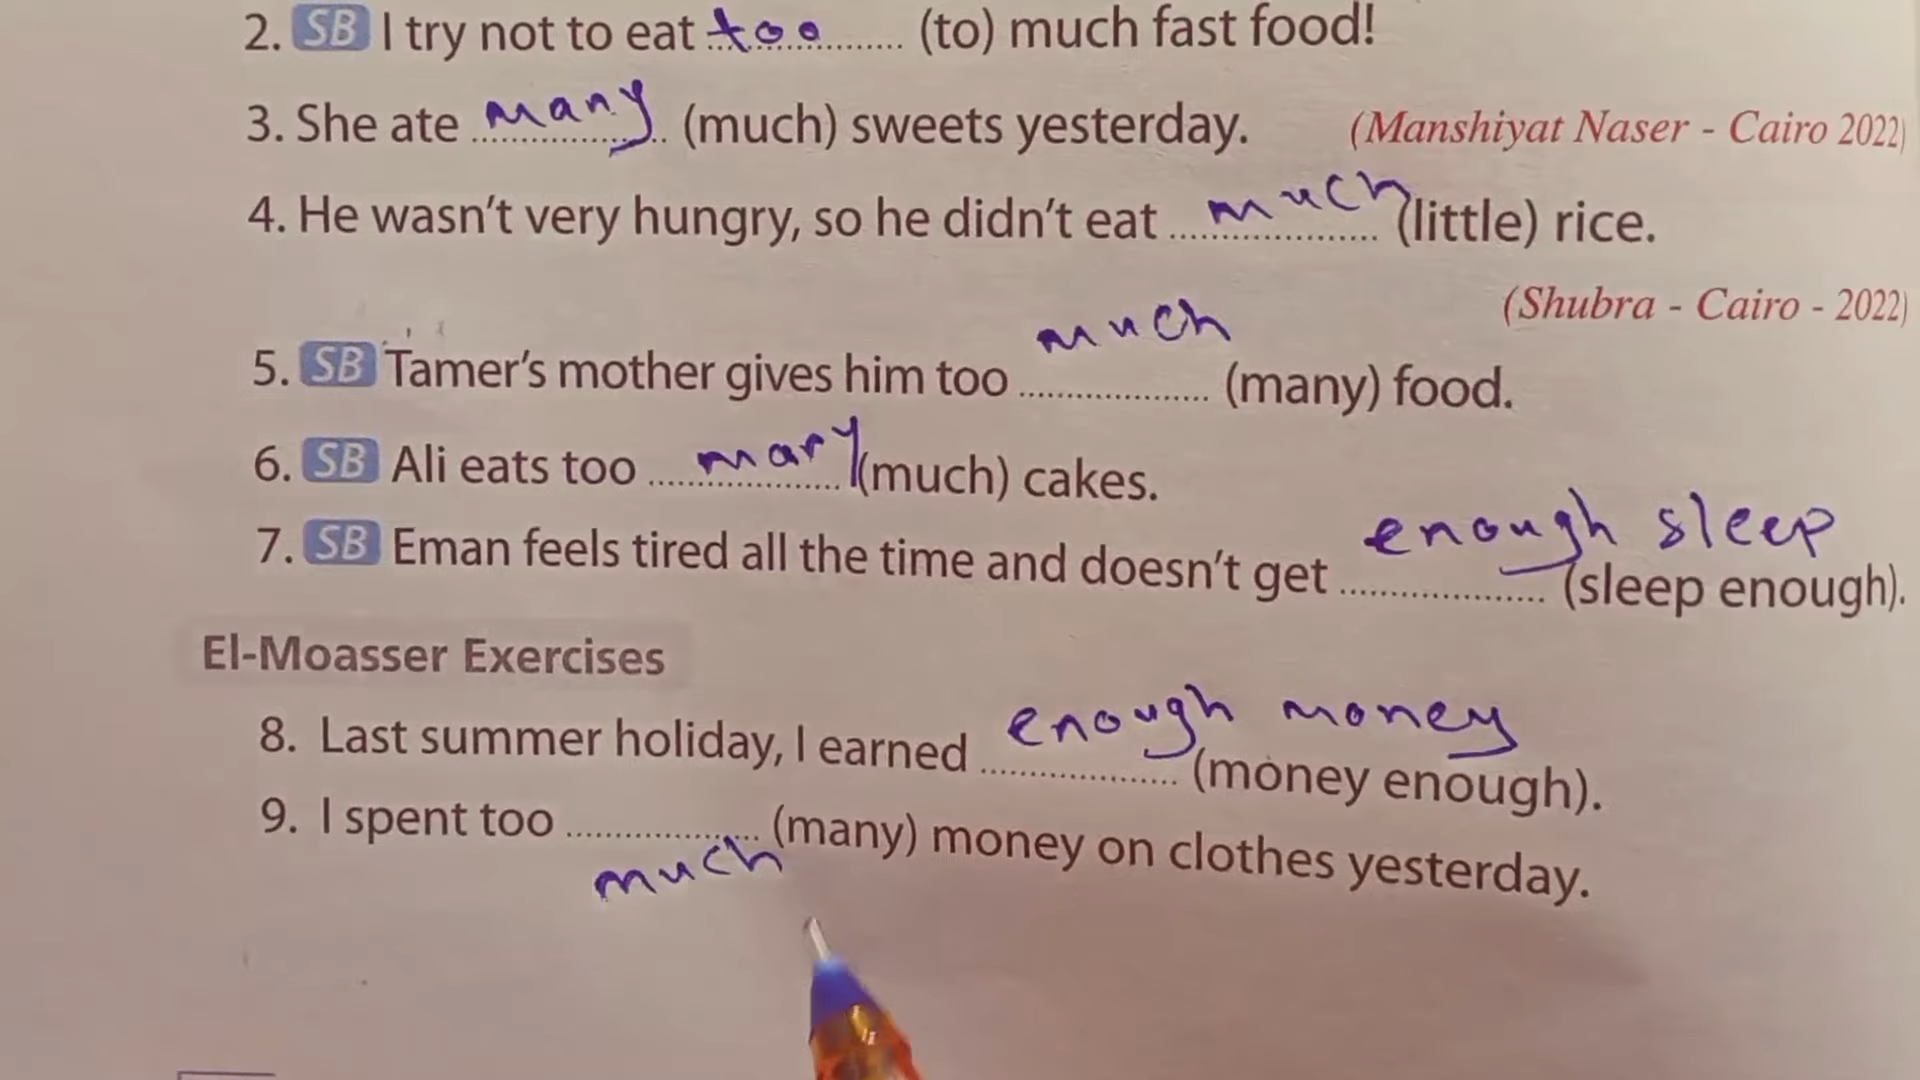 2. SB I try not to eat too (to) much fast food!
3. She ate many (much) sweets yesterday. (Manshiyat Naser - Cairo 2022)
4. He wasn't very hungry, so he didn't eat much (little) rice.
(Shubra - Cairo - 2022)
5. SB Tamer's mother gives him too much (many) food.
6. SB Ali eats too many (much) cakes.
7. SB Eman feels tired all the time and doesn't get enough sleep (sleep enough).
El-Moasser Exercises
8. Last summer holiday, I earned enough money (money enough).
9. I spent too much (many) money on clothes yesterday.